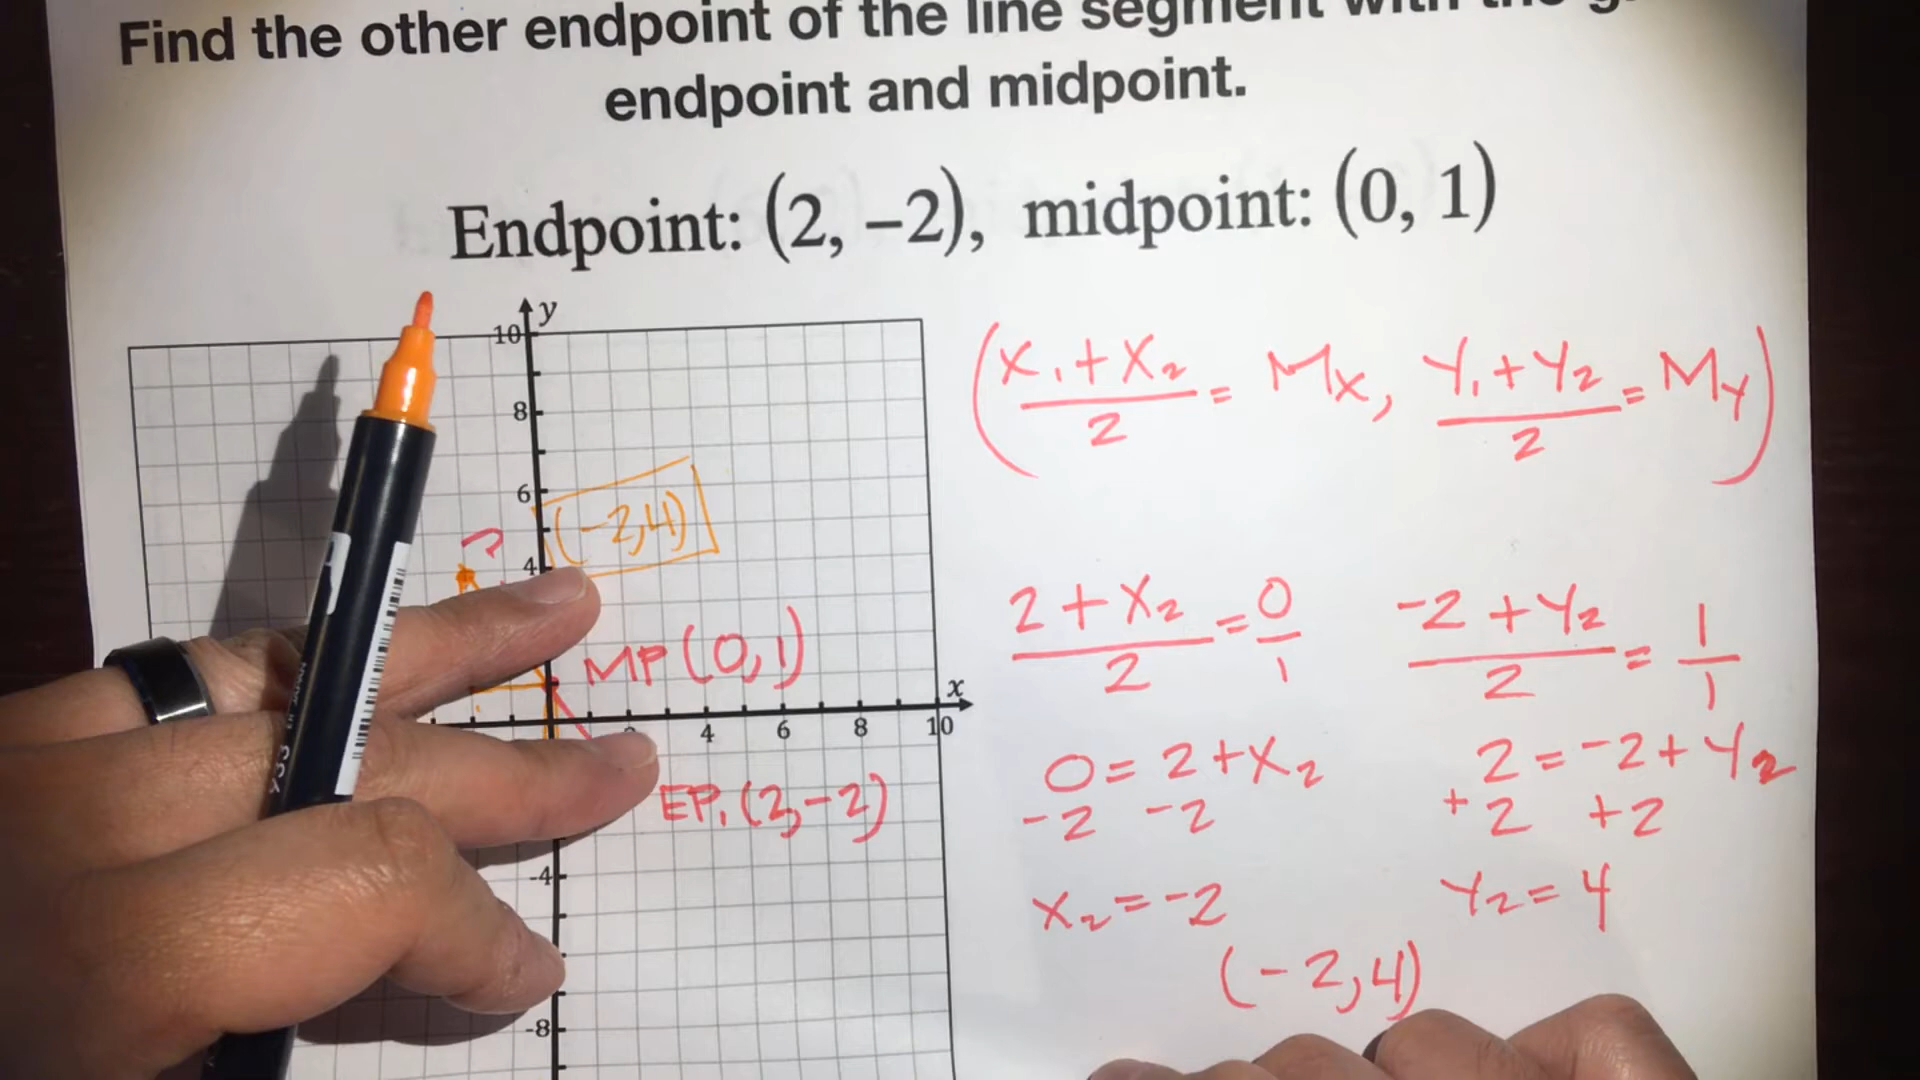 Find the other endpoint of the line segment with the
endpoint and midpoint.
Endpoint: (2, −2), midpoint: (0, 1)
y
10
8
6
4
(-2,4)
?
MP (0,1)
x
4 6 8 10
EP₁ (2,-2)
-4
-8
(X₁+X₂/2 = Mx, Y₁+Y₂/2 = My)
2+X₂/2 = 0/1
-2+Y₂/2 = 1/1
0=2+X₂
-2 -2
X₂=-2
2=-2+Y₂
+2 +2
Y₂=4
(-2,4)